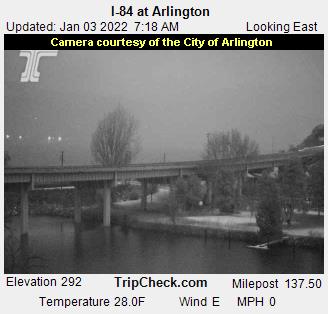 I-84 at Arlington
Updated: Jan 03 2022 7:18 AM Looking East
Camera courtesy of the City of Arlington
Elevation 292 TripCheck.com Milepost 137.50
Temperature 28.0F Wind E MPH 0